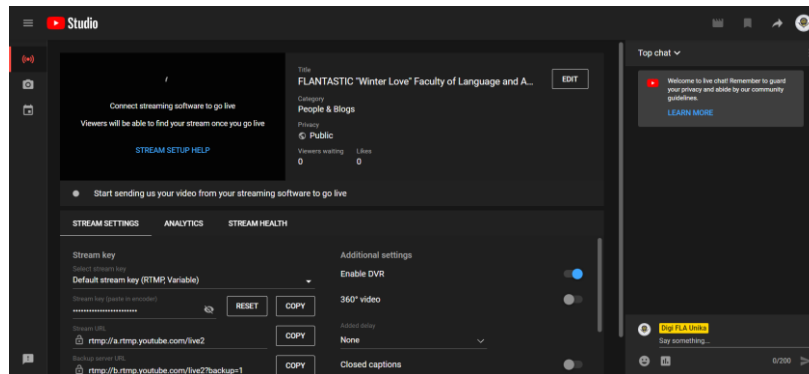 Studio
Connect streaming software to go live
Viewers will be able to find your stream once you go live
STREAM SETUP HELP
Title
FLANTASTIC "Winter Love" Faculty of Language and A...
EDIT
Category
People & Blogs
Privacy
Public
Viewers waiting Likes
0 0
Start sending us your video from your streaming software to go live
STREAM SETTINGS ANALYTICS STREAM HEALTH
Stream key
Select stream key
Default stream key (RTMP, Variable)
Stream key (paste in encoder)
RESET COPY
Stream URL
rtmp://a.rtmp.youtube.com/live2
COPY
Backup server URL
rtmp://b.rtmp.youtube.com/live2?backup=1
COPY
Additional settings
Enable DVR
360° video
Added delay
None
Closed captions
Top chat
Welcome to live chat! Remember to guard
your privacy and abide by our community
guidelines.
LEARN MORE
Digi FLA Unika
Say something...
0/200